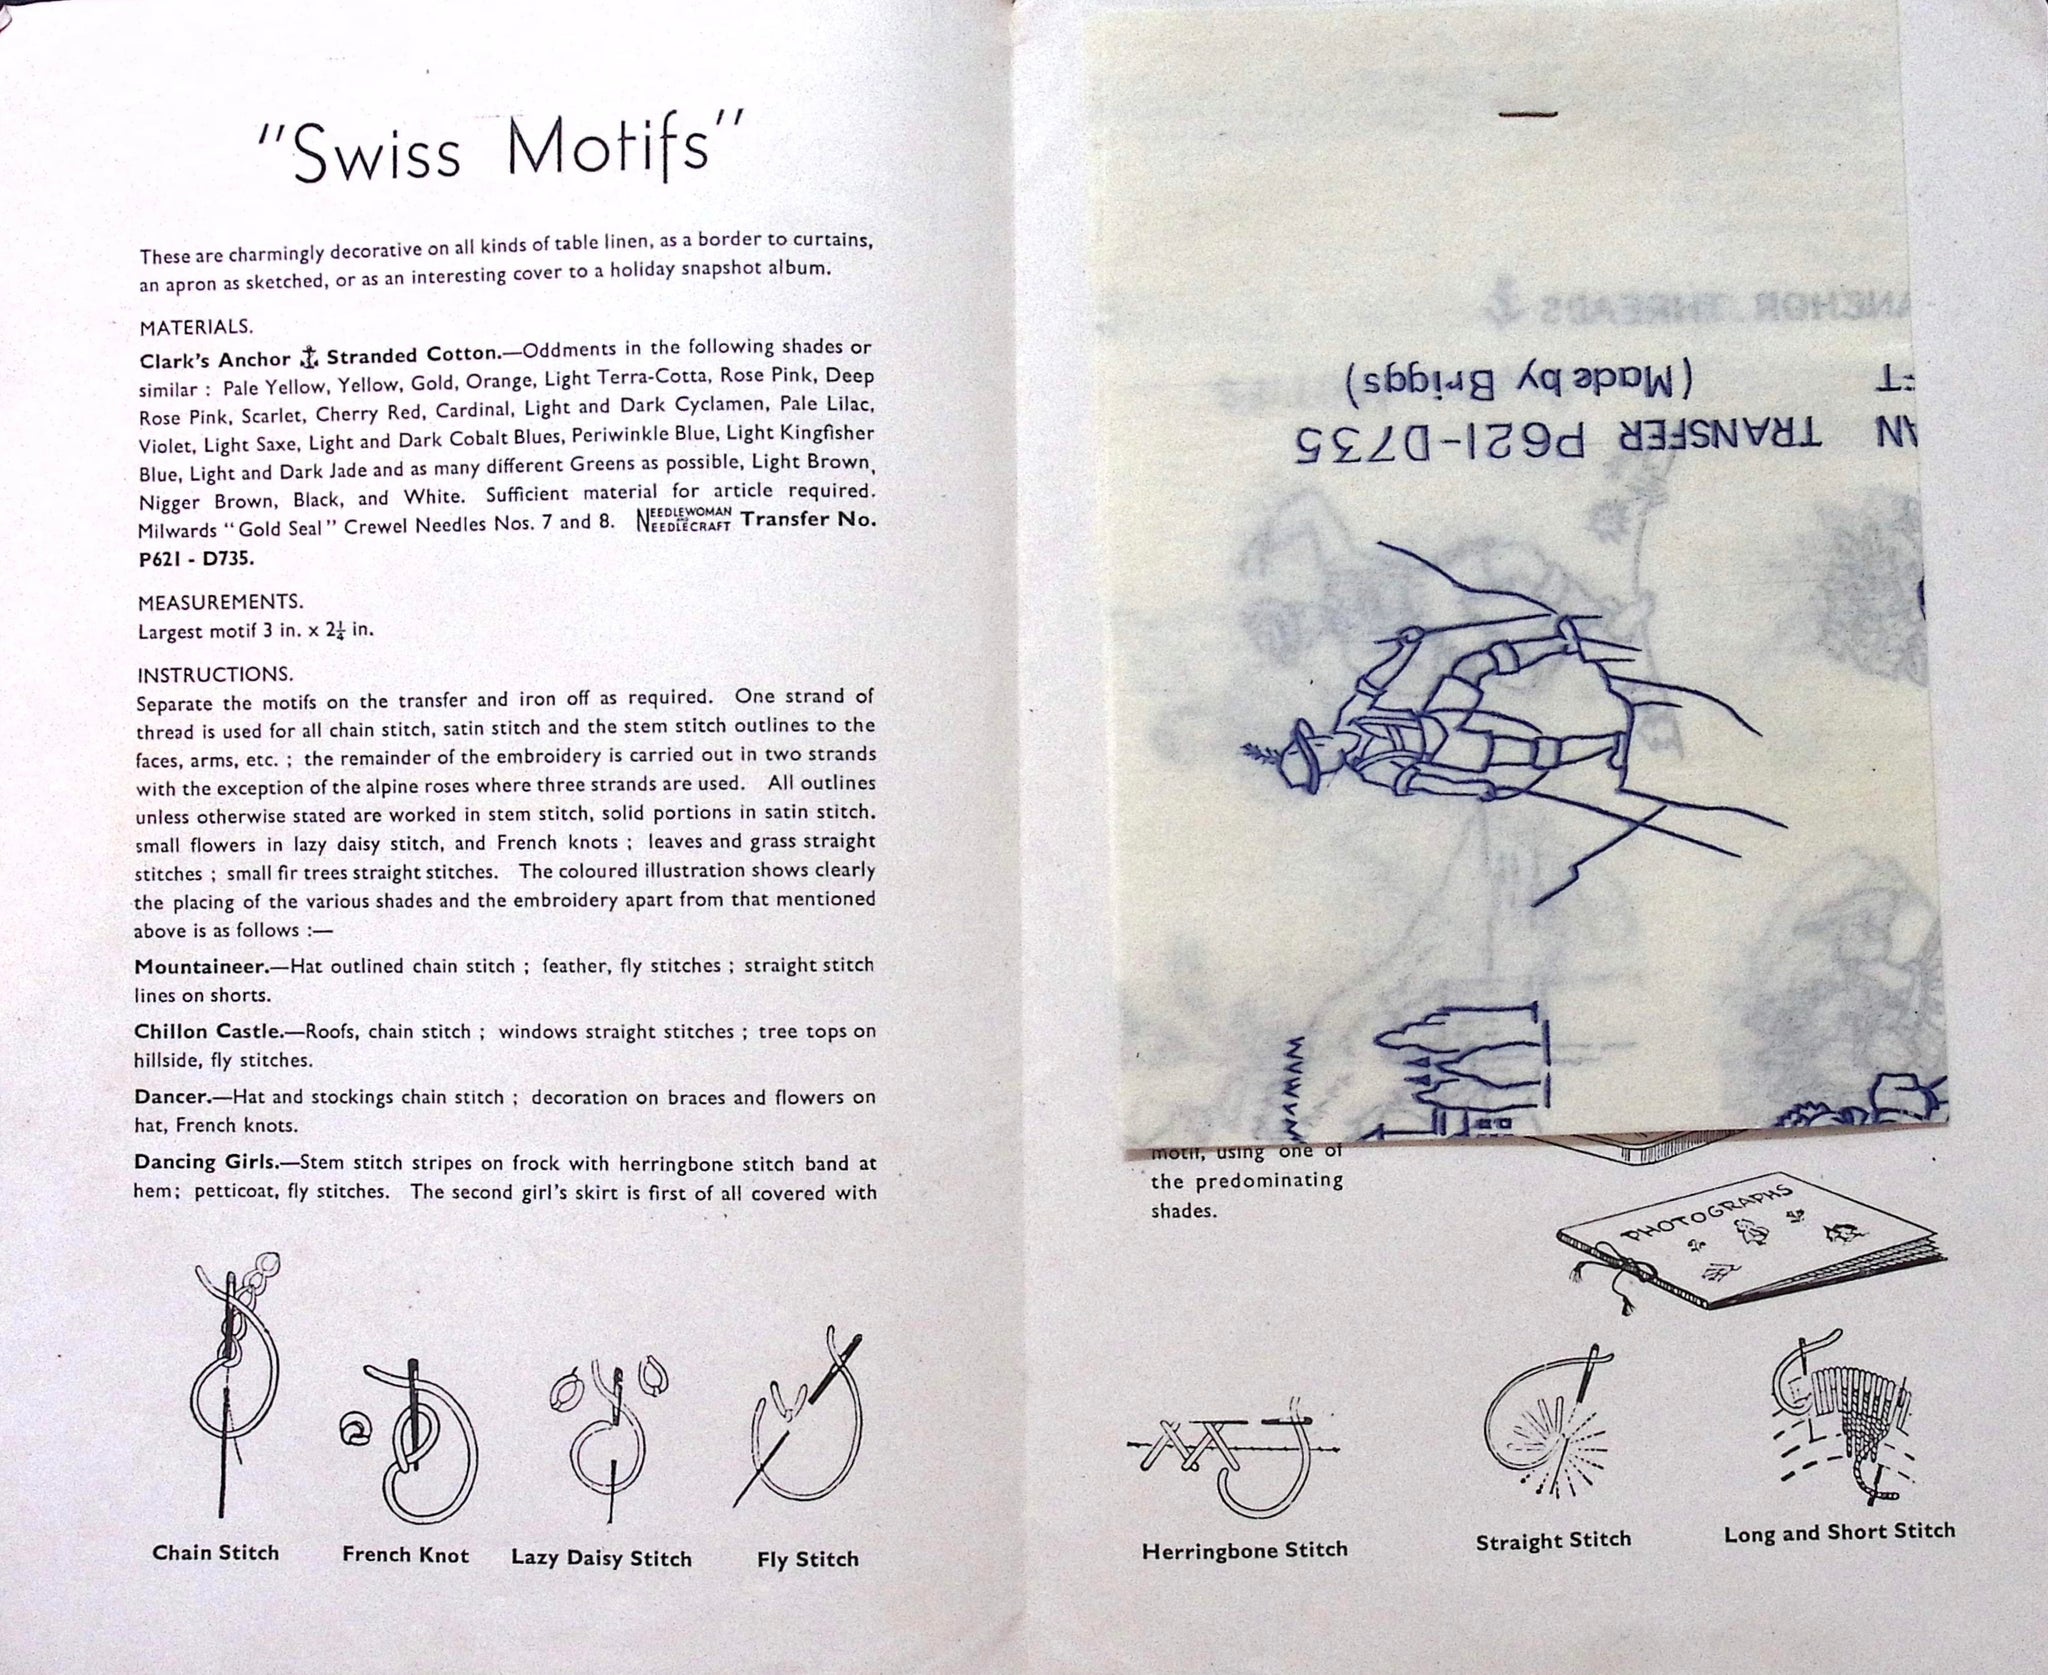 "Swiss Motifs"
These are charmingly decorative on all kinds of table linen, as a border to curtains,
an apron as sketched, or as an interesting cover to a holiday snapshot album.
MATERIALS.
Clark's Anchor Stranded Cotton.—Oddments in the following shades or
similar : Pale Yellow, Yellow, Gold, Orange, Light Terra-Cotta, Rose Pink, Deep
Rose Pink, Scarlet, Cherry Red, Cardinal, Light and Dark Cyclamen, Pale Lilac,
Violet, Light Saxe, Light and Dark Cobalt Blues, Periwinkle Blue, Light Kingfisher
Blue, Light and Dark Jade and as many different Greens as possible, Light Brown,
Nigger Brown, Black, and White. Sufficient material for article required.
Milwards "Gold Seal" Crewel Needles Nos. 7 and 8. NEEDLEWOMAN AND NEEDLECRAFT Transfer No.
P621 - D735.
MEASUREMENTS.
Largest motif 3 in. x 2¼ in.
INSTRUCTIONS.
Separate the motifs on the transfer and iron off as required. One strand of
thread is used for all chain stitch, satin stitch and the stem stitch outlines to the
faces, arms, etc. ; the remainder of the embroidery is carried out in two strands
with the exception of the alpine roses where three strands are used. All outlines
unless otherwise stated are worked in stem stitch, solid portions in satin stitch.
small flowers in lazy daisy stitch, and French knots ; leaves and grass straight
stitches ; small fir trees straight stitches. The coloured illustration shows clearly
the placing of the various shades and the embroidery apart from that mentioned
above is as follows :—
Mountaineer.—Hat outlined chain stitch ; feather, fly stitches ; straight stitch
lines on shorts.
Chillon Castle.—Roofs, chain stitch ; windows straight stitches ; tree tops on
hillside, fly stitches.
Dancer.—Hat and stockings chain stitch ; decoration on braces and flowers on
hat, French knots.
Dancing Girls.—Stem stitch stripes on frock with herringbone stitch band at
hem; petticoat, fly stitches. The second girl's skirt is first of all covered with
Chain Stitch
French Knot
Lazy Daisy Stitch
Fly Stitch
ANCHOR THREADS
(Made by Briggs)
TRANSFER P621-D735
motif, using one of
the predominating
shades.
PHOTOGRAPHS
Herringbone Stitch
Straight Stitch
Long and Short Stitch